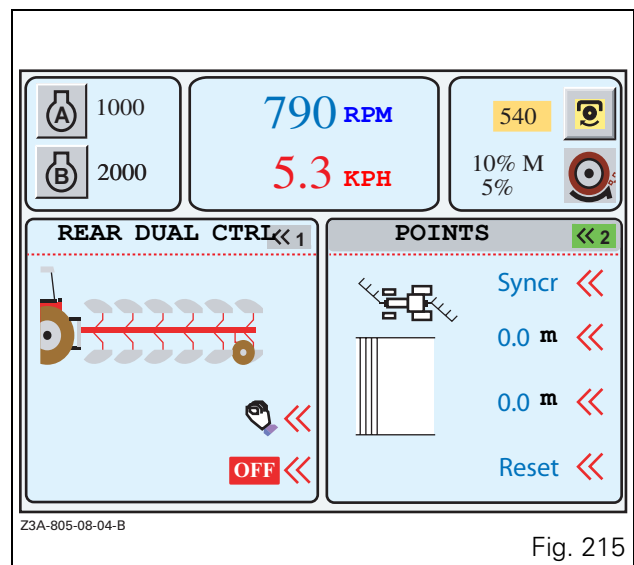 A 1000
B 2000
790 RPM
5.3 KPH
540
10% M
5%
REAR DUAL CTRL << 1
OFF <<
POINTS << 2
Syncr <<
0.0 m <<
0.0 m <<
Reset <<
Z3A-805-08-04-B
Fig. 215